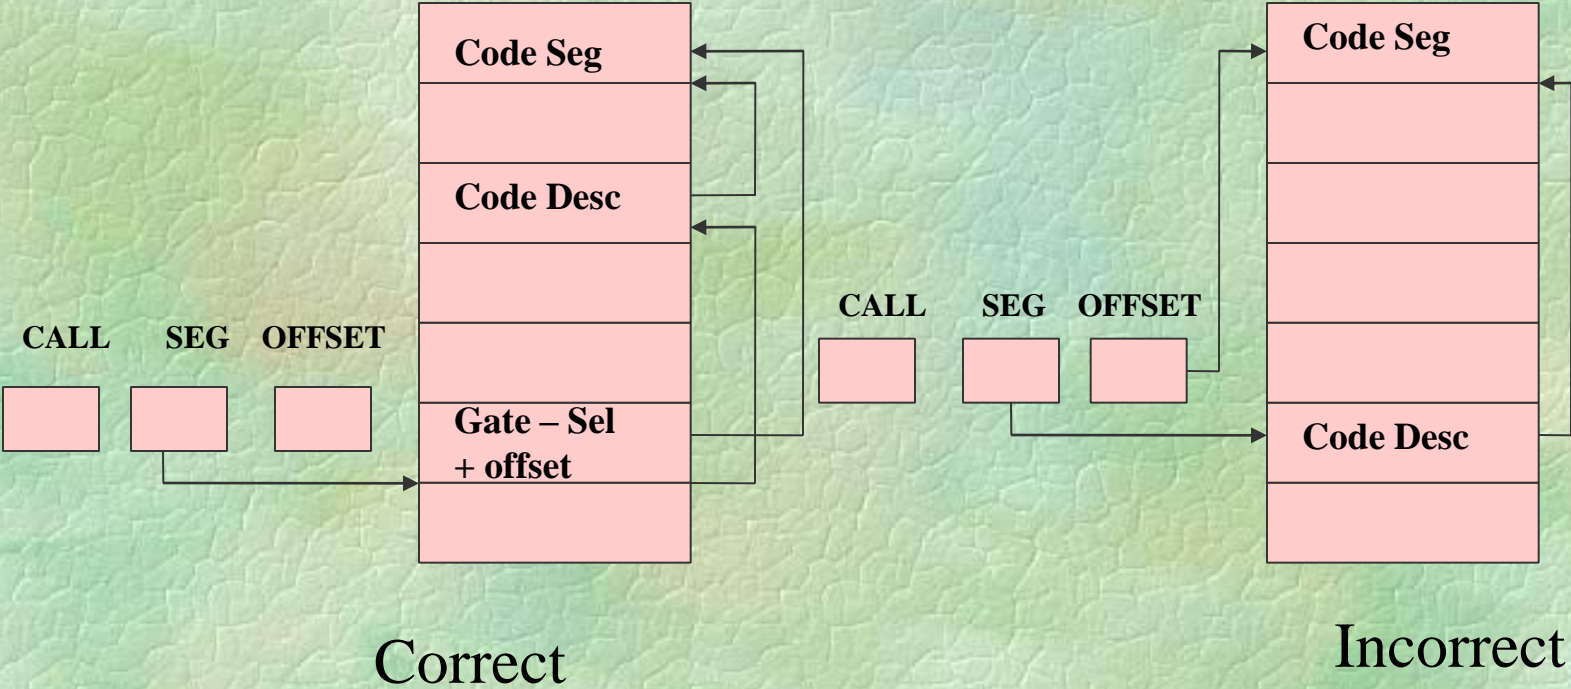 Code Seg
Code Desc
CALL SEG OFFSET
Gate – Sel
+ offset
Correct
Code Seg
CALL SEG OFFSET
Code Desc
Incorrect